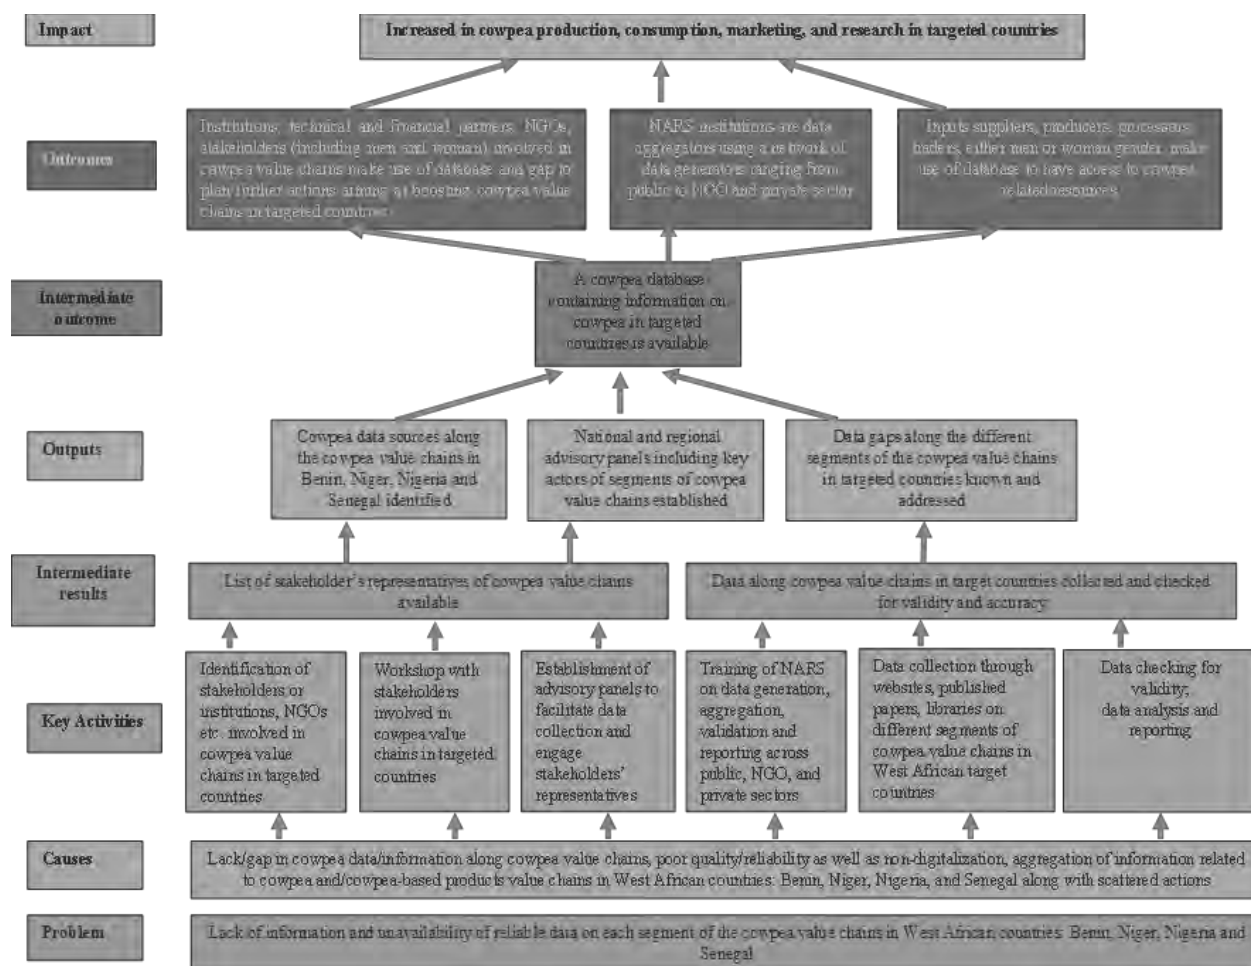 Impact
Increased in cowpea production, consumption, marketing, and research in targeted countries
Outcomes
Institutions, technical and financial partners, NGOs,
stakeholders (including men and woman) involved in
cowpea value chains make use of database and gap to
plan further actions aiming at boosting cowpea value
chains in targeted countries
NARS institutions are data
aggregators using a network of
data generators ranging from
public to NGO and private sector
Inputs suppliers, producers, processors,
traders, either men or woman gender, make
use of database to have access to cowpea
related resources
Intermediate
outcome
A cowpea database
containing information on
cowpea in targeted
countries is available
Outputs
Cowpea data sources along
the cowpea value chains in
Benin, Niger, Nigeria and
Senegal identified
National and regional
advisory panels including key
actors of segments of cowpea
value chains established
Data gaps along the different
segments of the cowpea value chains
in targeted countries known and
addressed
Intermediate
results
List of stakeholder's representatives of cowpea value chains
available
Data along cowpea value chains in target countries collected and checked
for validity and accuracy
Key Activities
Identification of
stakeholders or
institutions, NGOs
etc involved in
cowpea value
chains in targeted
countries
Workshop with
stakeholders
involved in
cowpea value
chains in targeted
countries
Establishment of
advisory panels to
facilitate data
collection and
engage
stakeholders'
representatives
Training of NARS
on data generation,
aggregation,
validation and
reporting across
public, NGO, and
private sectors
Data collection through
websites, published
papers, libraries on
different segments of
cowpea value chains in
West African target
countries
Data checking for
validity;
data analysis and
reporting
Causes
Lack/gap in cowpea data/information along cowpea value chains, poor quality/reliability as well as non-digitalization, aggregation of information related
to cowpea and/cowpea-based products value chains in West African countries: Benin, Niger, Nigeria, and Senegal along with scattered actions
Problem
Lack of information and unavailability of reliable data on each segment of the cowpea value chains in West African countries: Benin, Niger, Nigeria and
Senegal